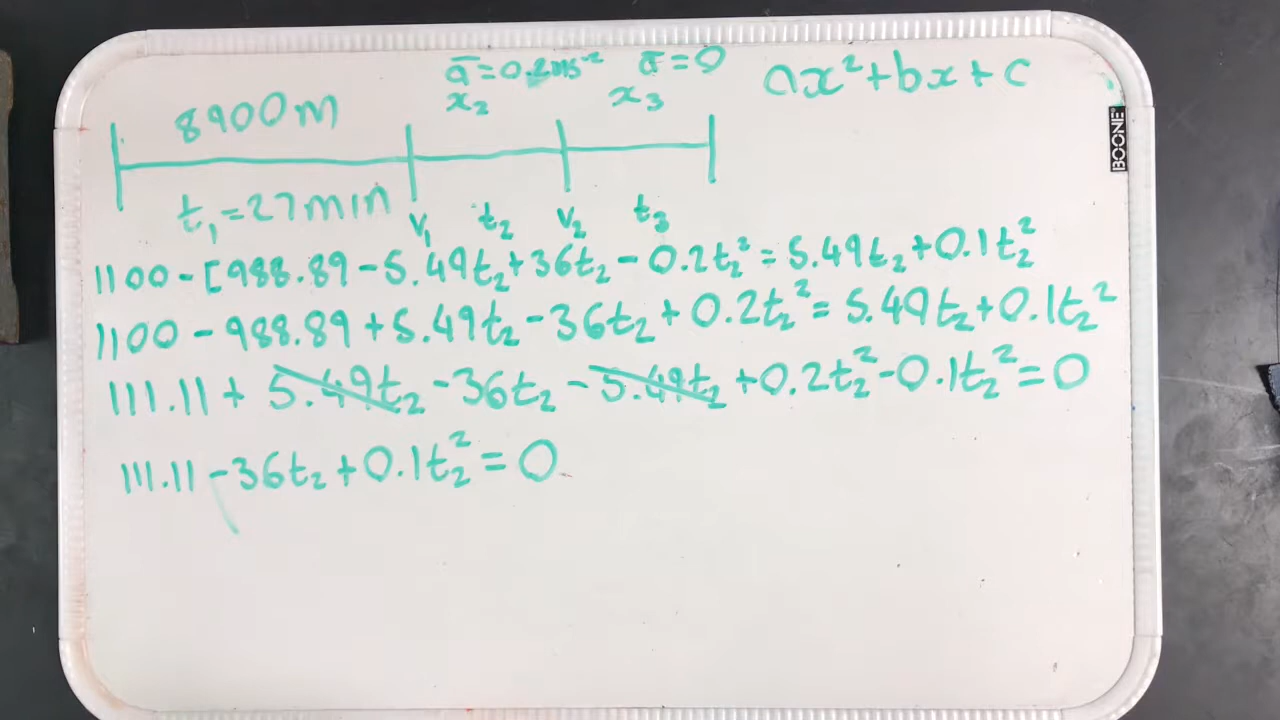 a̅ = 0.2ms⁻² a̅ = 0 ax² + bx + c
8900m x₂ x₃
BOONE
t₁ = 27min v₁ t₂ v₂ t₃
1100 - [988.89 - 5.49t₂ + 36t₂ - 0.2t₂² = 5.49t₂ + 0.1t₂²
1100 - 988.89 + 5.49t₂ - 36t₂ + 0.2t₂² = 5.49t₂ + 0.1t₂²
111.11 + 5.49t₂ - 36t₂ - 5.49t₂ + 0.2t₂² - 0.1t₂² = 0
111.11 - 36t₂ + 0.1t₂² = 0